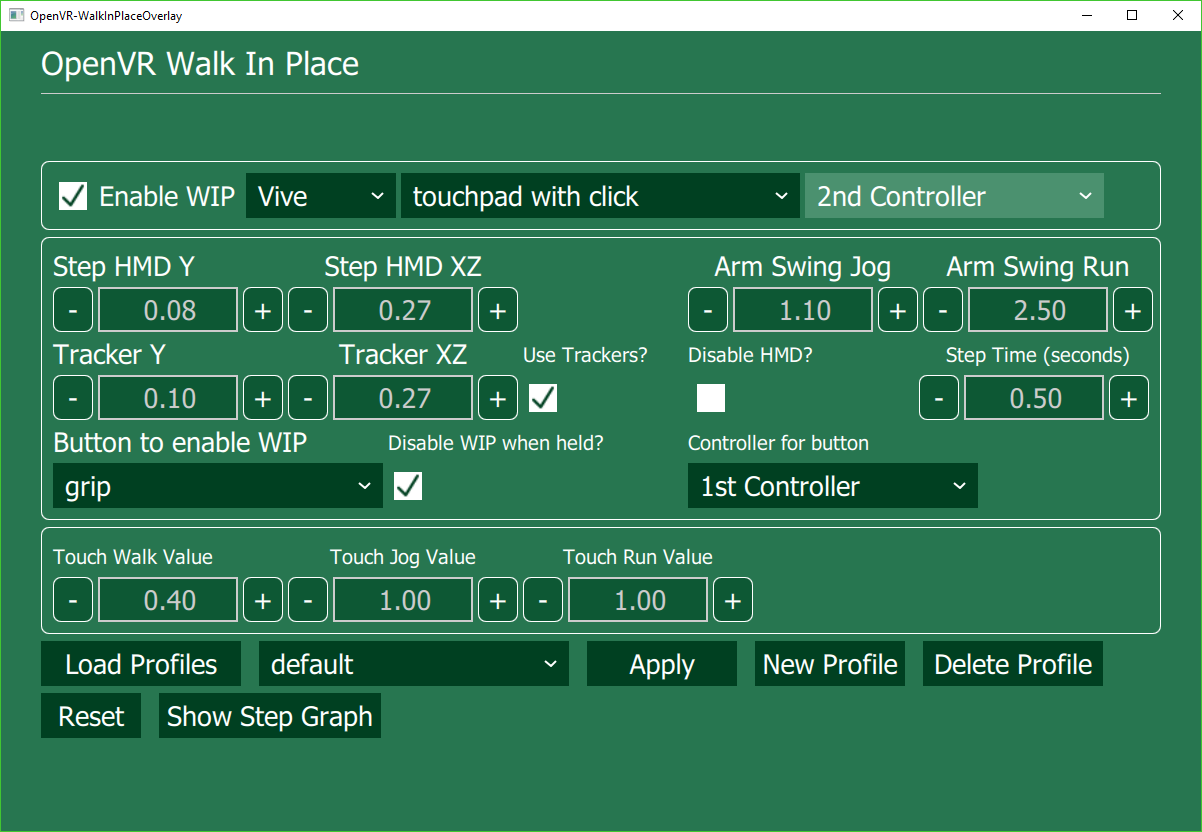 OpenVR-WalkInPlaceOverlay
OpenVR Walk In Place
Enable WIP Vive touchpad with click 2nd Controller
Step HMD Y Step HMD XZ Arm Swing Jog Arm Swing Run
- 0.08 + - 0.27 + - 1.10 + - 2.50 +
Tracker Y Tracker XZ Use Trackers? Disable HMD? Step Time (seconds)
- 0.10 + - 0.27 + - 0.50 +
Button to enable WIP Disable WIP when held? Controller for button
grip 1st Controller
Touch Walk Value Touch Jog Value Touch Run Value
- 0.40 + - 1.00 + - 1.00 +
Load Profiles default Apply New Profile Delete Profile
Reset Show Step Graph